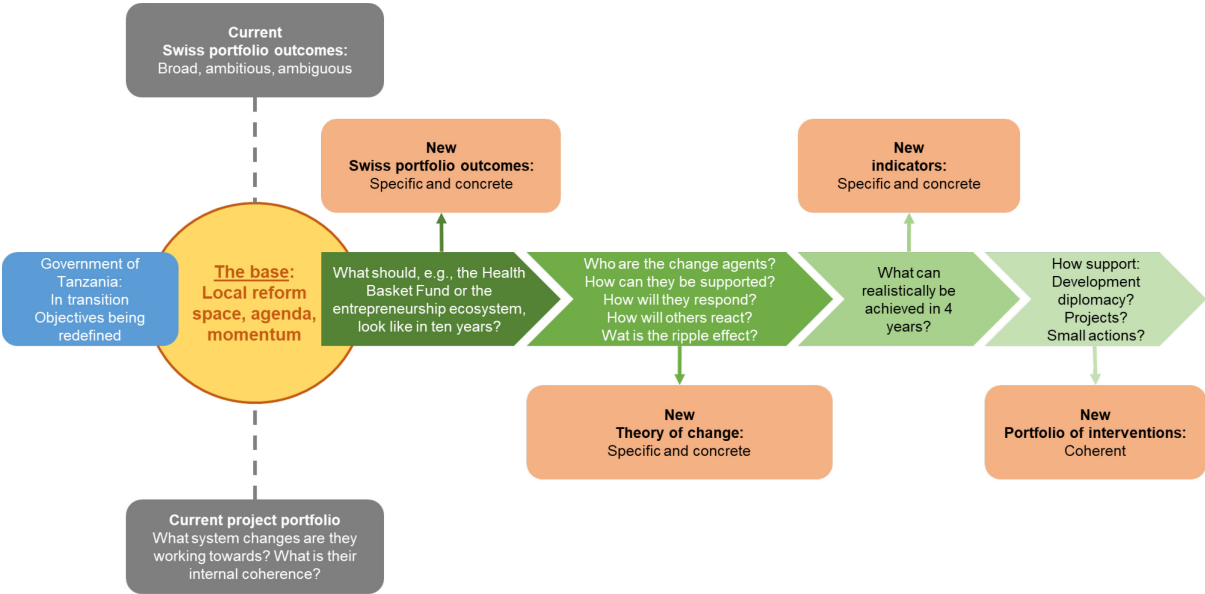 Current
Swiss portfolio outcomes:
Broad, ambitious, ambiguous
New
Swiss portfolio outcomes:
Specific and concrete
New
indicators:
Specific and concrete
Government of
Tanzania:
In transition
Objectives being
redefined
The base:
Local reform
space, agenda,
momentum
What should, e.g., the Health
Basket Fund or the
entrepreneurship ecosystem,
look like in ten years?
Who are the change agents?
How can they be supported?
How will they respond?
How will others react?
Wat is the ripple effect?
What can
realistically be
achieved in 4
years?
How support:
Development
diplomacy?
Projects?
Small actions?
New
Theory of change:
Specific and concrete
New
Portfolio of interventions:
Coherent
Current project portfolio
What system changes are they
working towards? What is their
internal coherence?